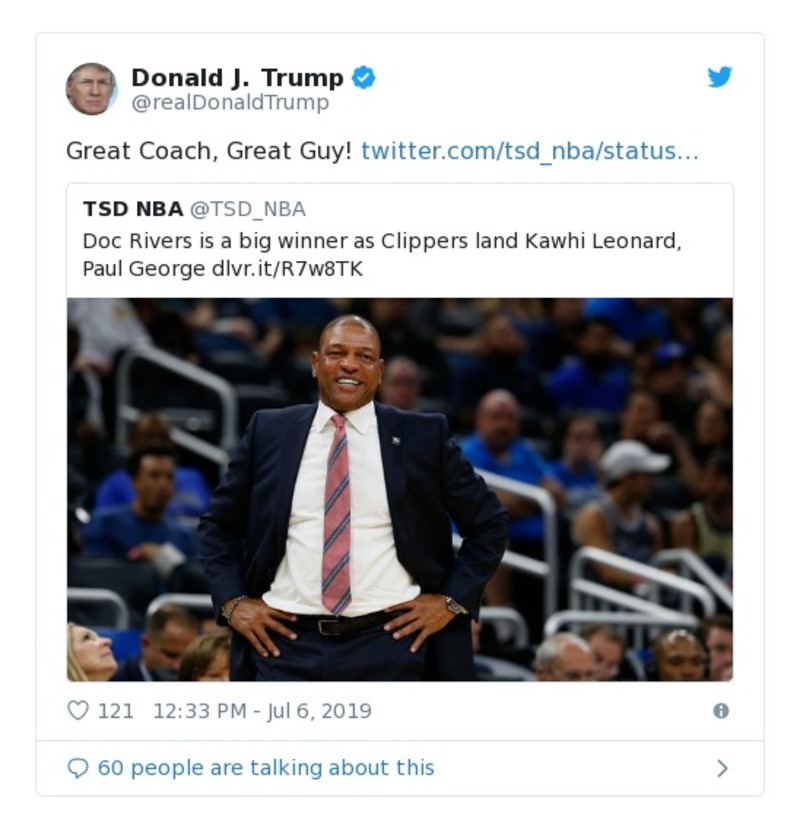 Donald J. Trump
@realDonaldTrump
Great Coach, Great Guy! twitter.com/tsd_nba/status...
TSD NBA @TSD_NBA
Doc Rivers is a big winner as Clippers land Kawhi Leonard,
Paul George dlvr.it/R7w8TK
121 12:33 PM - Jul 6, 2019
60 people are talking about this